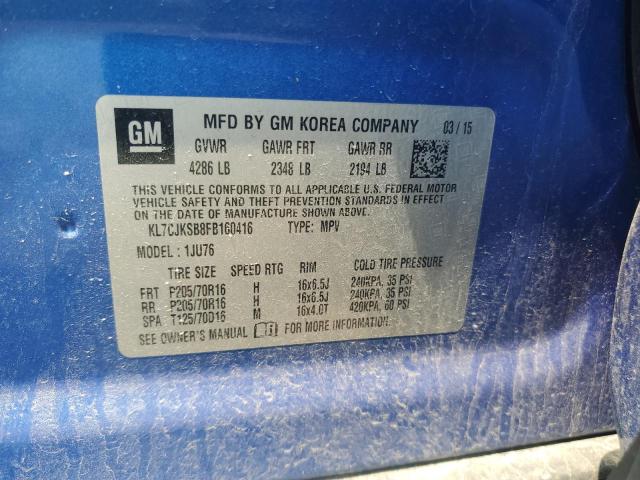 GM MFD BY GM KOREA COMPANY 03 / 15
GVWR GAWR FRT GAWR RR
4286 LB 2348 LB 2194 LB
THIS VEHICLE CONFORMS TO ALL APPLICABLE U.S. FEDERAL MOTOR
VEHICLE SAFETY AND THEFT PREVENTION STANDARDS IN EFFECT
ON THE DATE OF MANUFACTURE SHOWN ABOVE.
KL7CJKSB8FB160416 TYPE: MPV
MODEL : 1JU76
TIRE SIZE SPEED RTG RIM COLD TIRE PRESSURE
FRT P205/70R16 H 16x6.5J 240KPA, 35 PSI
RR P205/70R16 H 16x6.5J 240KPA, 35 PSI
SPA T125/70D16 M 16x4.0T 420KPA, 60 PSI
SEE OWNER'S MANUAL FOR MORE INFORMATION.